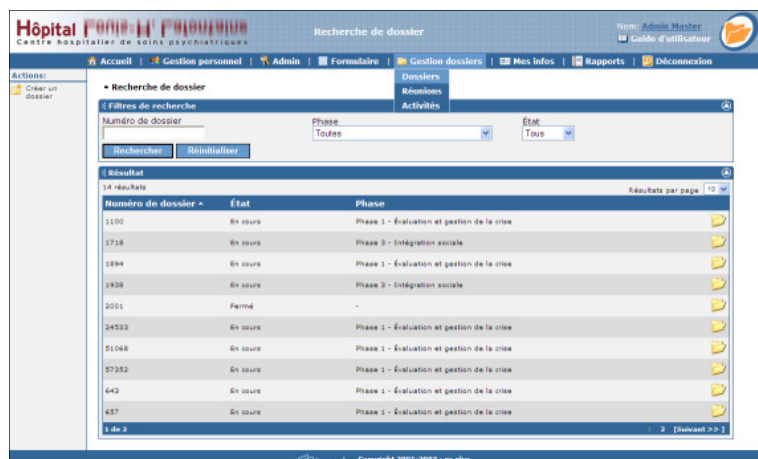 Hôpital
Centre hospitalier de soins psychiatriques
Recherche de dossier
Nom: Admin Master
Guide d'utilisateur
Accueil | Gestion personnel | Admin | Formulaire | Gestion dossiers | Mes infos | Rapports | Déconnexion
Dossiers
Réunions
Activités
Actions:
Créer un
dossier
• Recherche de dossier
Filtres de recherche
Numéro de dossier Phase État
Toutes Tous
Rechercher Réinitialiser
Résultat
14 résultats Résultats par page 10
Numéro de dossier État Phase
1100 En cours Phase 1 - Évaluation et gestion de la crise
1718 En cours Phase 3 - Intégration sociale
1894 En cours Phase 1 - Évaluation et gestion de la crise
1938 En cours Phase 3 - Intégration sociale
2001 Fermé -
24533 En cours Phase 1 - Évaluation et gestion de la crise
51068 En cours Phase 1 - Évaluation et gestion de la crise
57352 En cours Phase 1 - Évaluation et gestion de la crise
643 En cours Phase 1 - Évaluation et gestion de la crise
657 En cours Phase 1 - Évaluation et gestion de la crise
1 de 2 1 2 [Suivant >> ]
Copyright 2001-2007